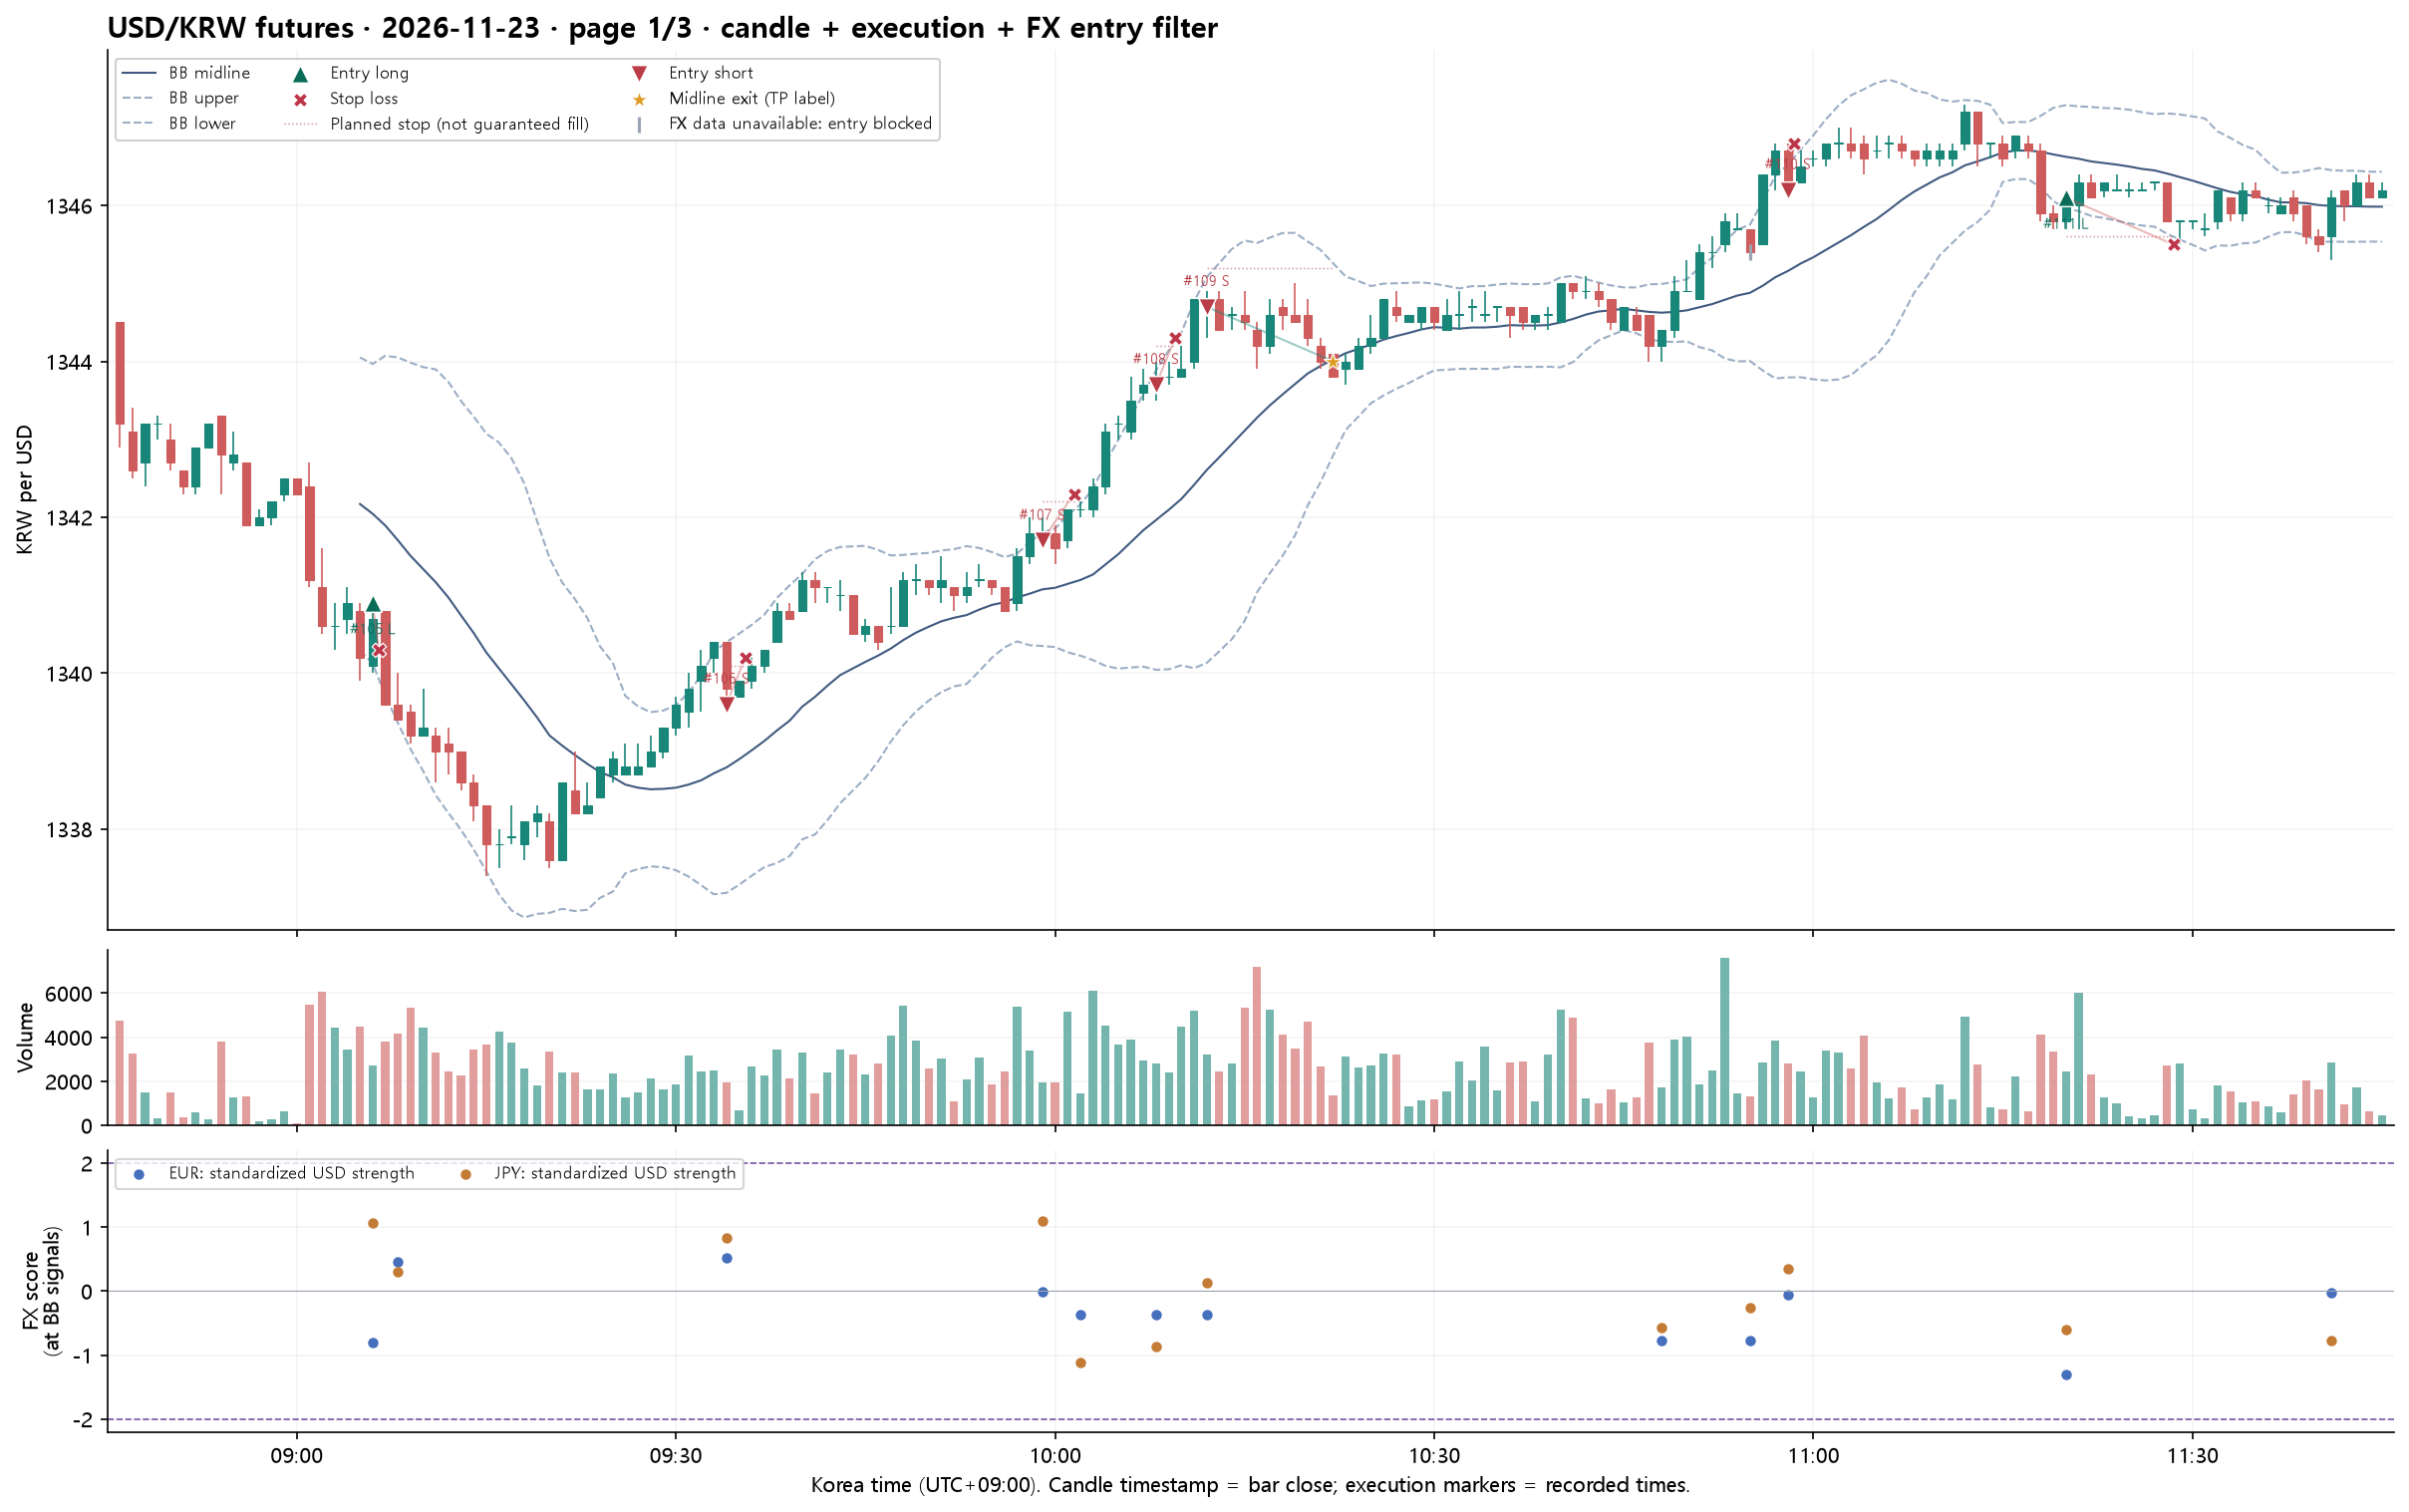 USD/KRW futures · 2026-11-23 · page 1/3 · candle + execution + FX entry filter
BB midline
BB upper
BB lower
Entry long
Stop loss
Planned stop (not guaranteed fill)
Entry short
Midline exit (TP label)
FX data unavailable: entry blocked
KRW per USD
1346
1344
1342
1340
1338
#107 S
#108 S
#109 S
Volume
6000
4000
2000
0
EUR: standardized USD strength
JPY: standardized USD strength
FX score
(at BB signals)
2
1
0
-1
-2
09:00
09:30
10:00
10:30
11:00
11:30
Korea time (UTC+09:00). Candle timestamp = bar close; execution markers = recorded times.